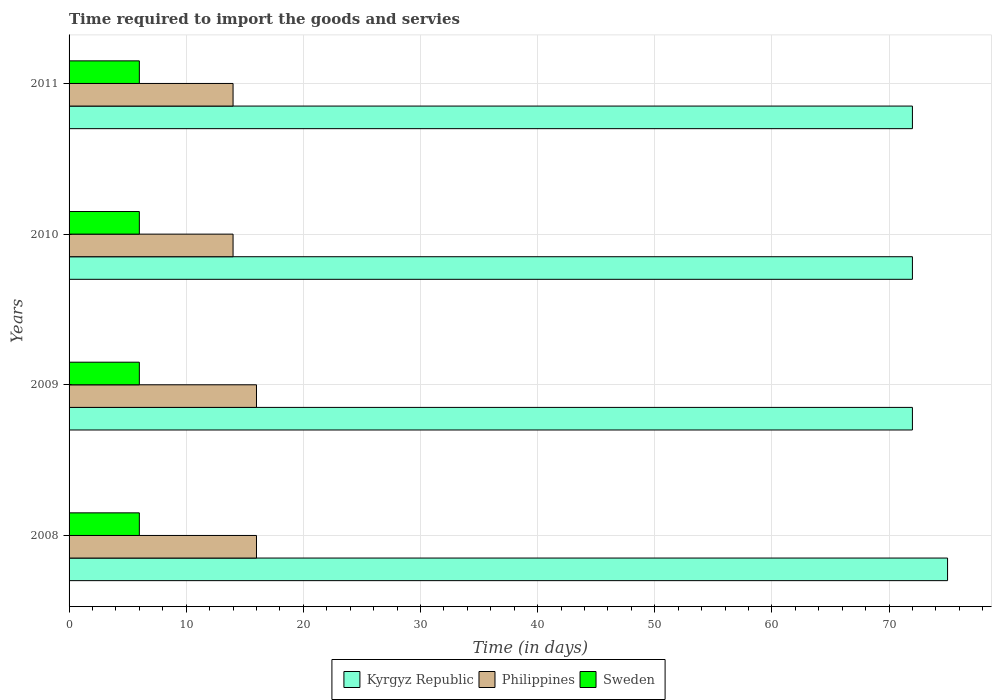 Time required to import the goods and servies
Years
2011
2010
2009
2008
0 10 20 30 40 50 60 70
Time (in days)
Kyrgyz Republic Philippines Sweden